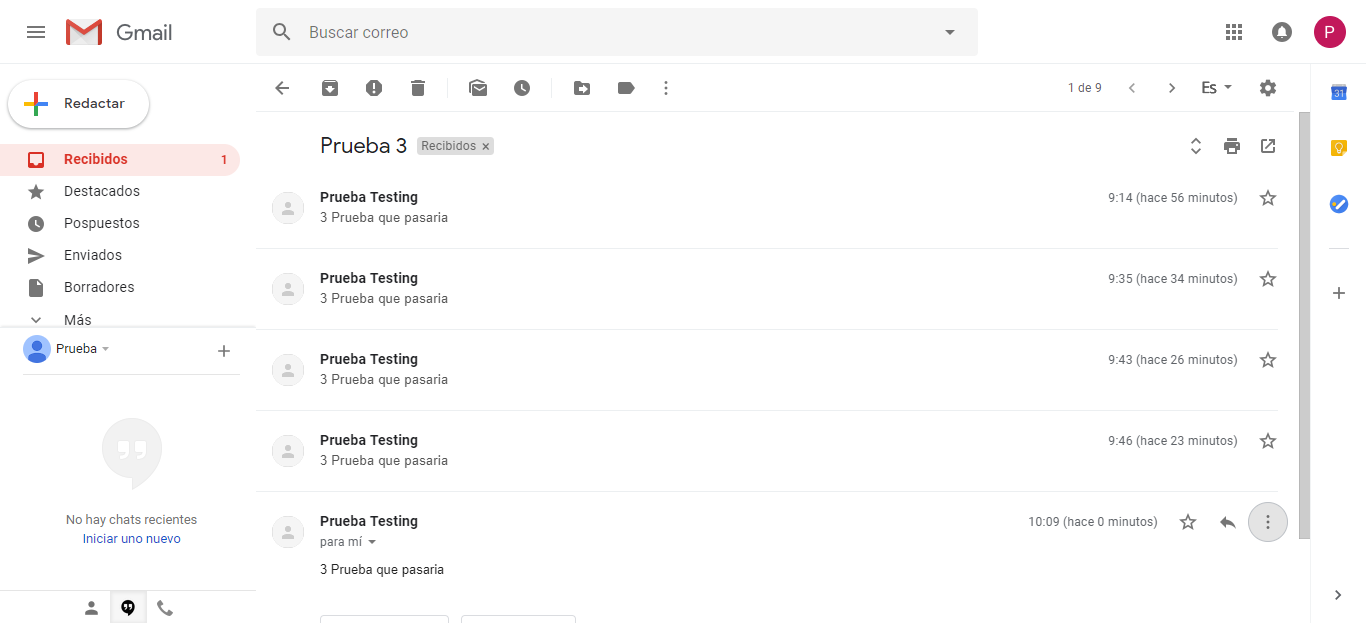 Gmail
Buscar correo
P
Redactar
1 de 9
Es
31
Recibidos 1
Destacados
Pospuestos
Enviados
Borradores
Más
Prueba
No hay chats recientes
Iniciar uno nuevo
Prueba 3 Recibidos x
Prueba Testing 9:14 (hace 56 minutos)
3 Prueba que pasaria
Prueba Testing 9:35 (hace 34 minutos)
3 Prueba que pasaria
Prueba Testing 9:43 (hace 26 minutos)
3 Prueba que pasaria
Prueba Testing 9:46 (hace 23 minutos)
3 Prueba que pasaria
Prueba Testing 10:09 (hace 0 minutos)
para mí
3 Prueba que pasaria